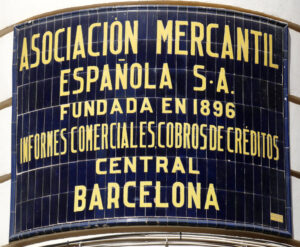 ASOCIACIÓN MERCANTIL
ESPAÑOLA S·A.
FUNDADA EN 1896
INFORMES COMERCIALES.COBROS DE CRÉDITOS
CENTRAL
BARCELONA